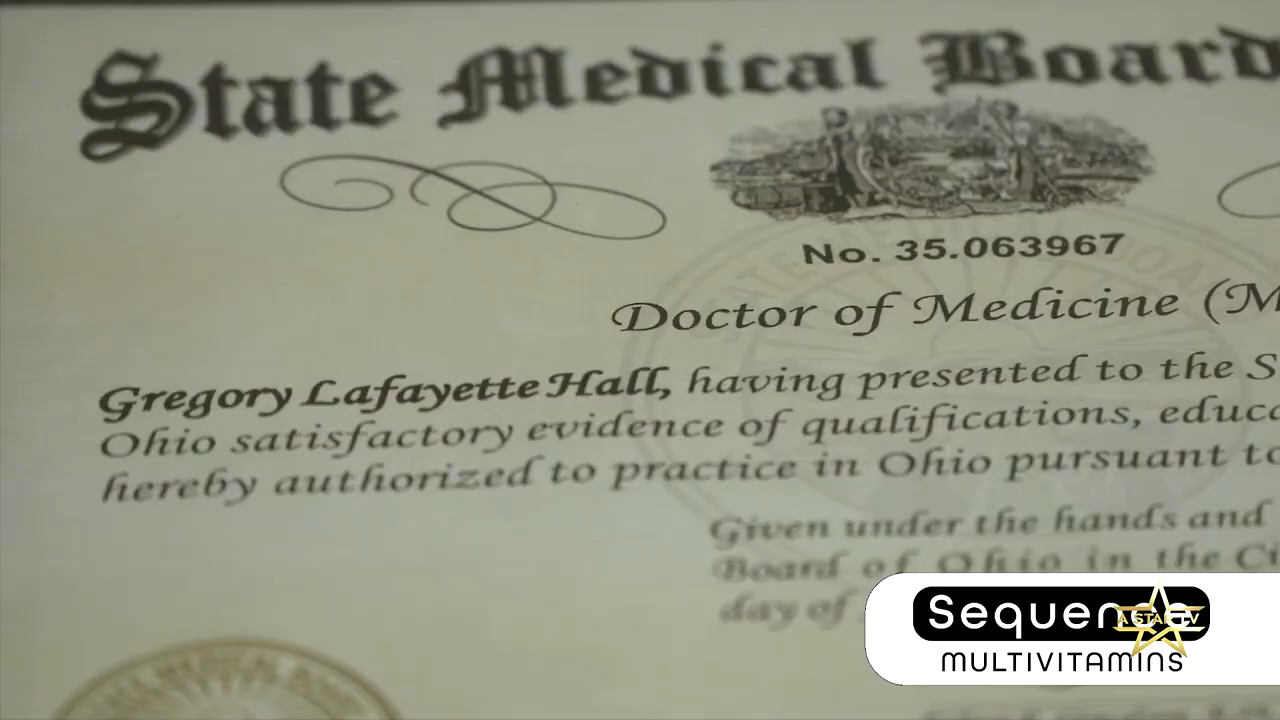 State Medical Board
No. 35.063967
Doctor of Medicine (M
Gregory Lafayette Hall, having presented to the S
Ohio satisfactory evidence of qualifications, educa
hereby authorized to practice in Ohio pursuant to
Given under the hands and
Board of Ohio in the Ci
day of
Sequence
A STAR TV
MULTIVITAMINS